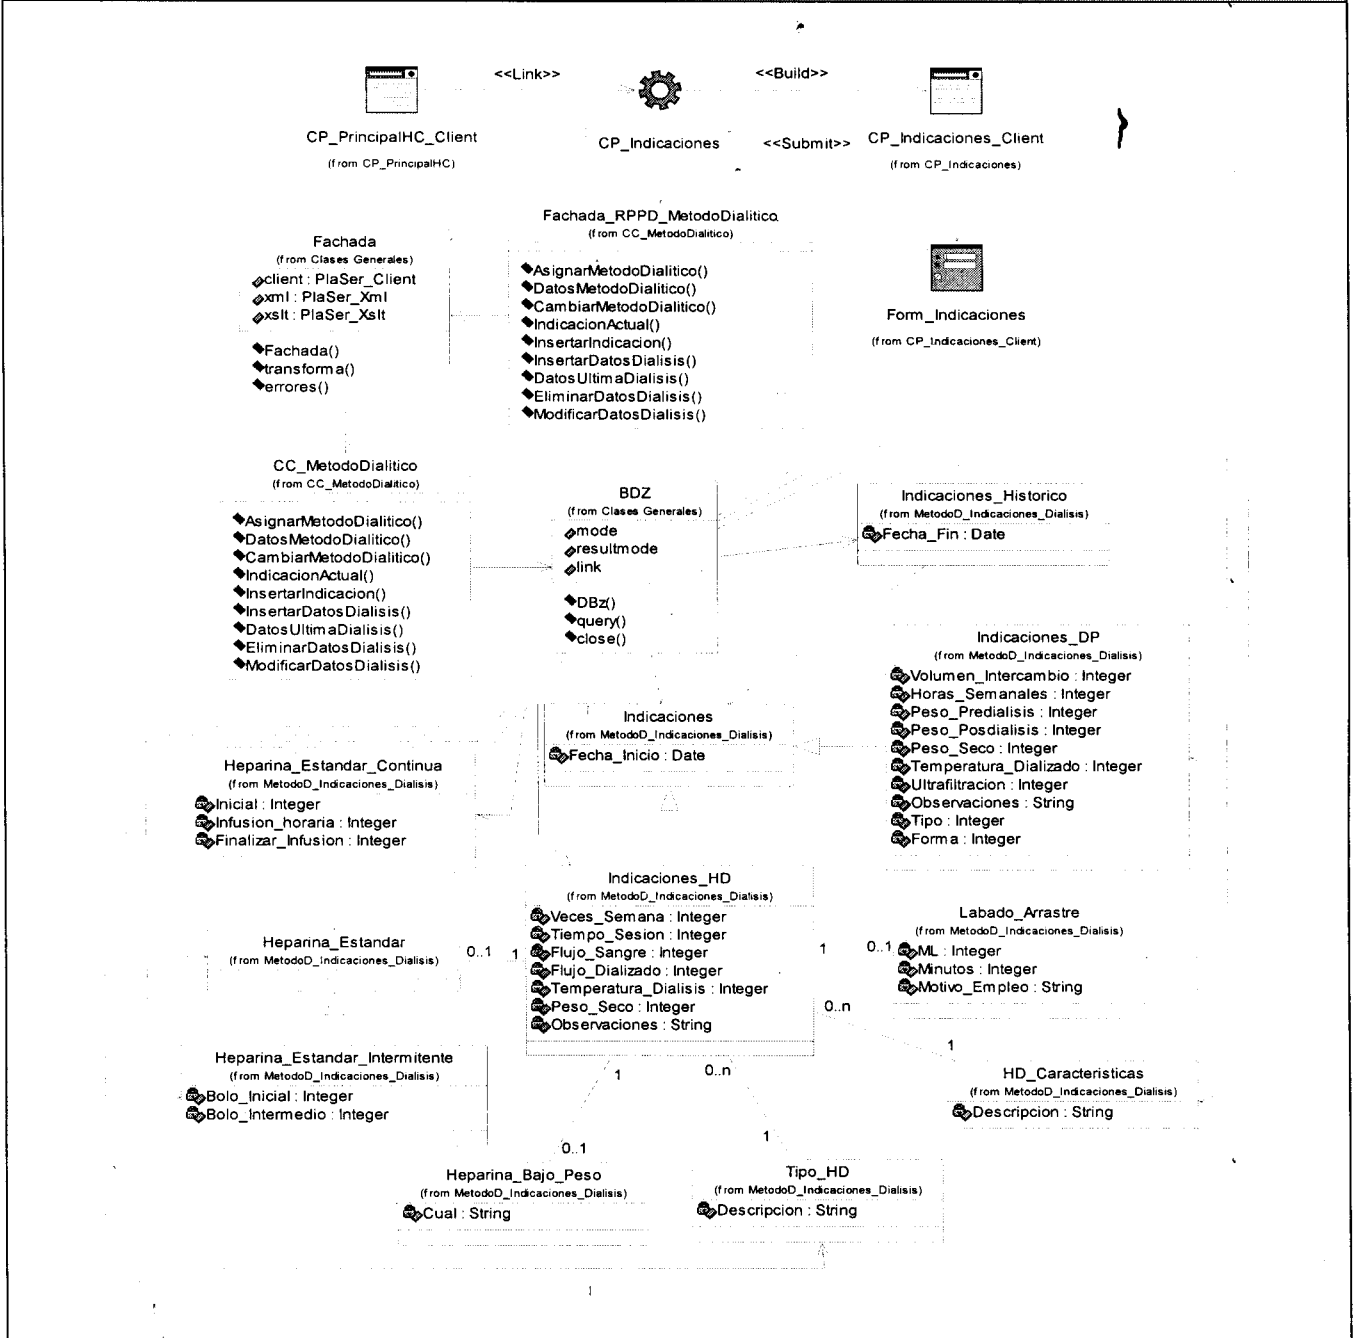 <<Link>>
<<Build>>
CP_PrincipalHC_Client
(from CP_PrincipalHC)
CP_Indicaciones
<<Submit>>
CP_Indicaciones_Client
(from CP_Indicaciones)
Fachada
(from Clases Generales)
client : PlaSer_Client
xml : PlaSer_Xml
xslt : PlaSer_Xslt
Fachada()
transforma()
errores()
Fachada_RPPD_MetodoDialitico
(from CC_MetodoDialitico)
AsignarMetodoDialitico()
DatosMetodoDialitico()
CambiarMetodoDialitico()
IndicacionActual()
InsertarIndicacion()
InsertarDatosDialisis()
DatosUltimaDialisis()
EliminarDatosDialisis()
ModificarDatosDialisis()
Form_Indicaciones
(from CP_Indicaciones_Client)
CC_MetodoDialitico
(from CC_MetodoDialitico)
AsignarMetodoDialitico()
DatosMetodoDialitico()
CambiarMetodoDialitico()
IndicacionActual()
InsertarIndicacion()
InsertarDatosDialisis()
DatosUltimaDialisis()
EliminarDatosDialisis()
ModificarDatosDialisis()
BDZ
(from Clases Generales)
mode
resultmode
link
DBz()
query()
close()
Indicaciones_Historico
(from MetodoD_Indicaciones_Dialisis)
Fecha_Fin : Date
Indicaciones_DP
(from MetodoD_Indicaciones_Dialisis)
Volumen_Intercambio : Integer
Horas_Semanales : Integer
Peso_Predialisis : Integer
Peso_Posdialisis : Integer
Peso_Seco : Integer
Temperatura_Dializado : Integer
Ultrafiltracion : Integer
Observaciones : String
Tipo : Integer
Forma : Integer
Indicaciones
(from MetodoD_Indicaciones_Dialisis)
Fecha_Inicio : Date
Heparina_Estandar_Continua
(from MetodoD_Indicaciones_Dialisis)
Inicial : Integer
Infusion_horaria : Integer
Finalizar_Infusion : Integer
Indicaciones_HD
(from MetodoD_Indicaciones_Dialisis)
Veces_Semana : Integer
Tiempo_Sesion : Integer
Flujo_Sangre : Integer
Flujo_Dializado : Integer
Temperatura_Dialisis : Integer
Peso_Seco : Integer
Observaciones : String
Heparina_Estandar
(from MetodoD_Indicaciones_Dialisis)
0..1
1
1
0..1
Labado_Arrastre
(from MetodoD_Indicaciones_Dialisis)
ML : Integer
Minutos : Integer
Motivo_Empleo : String
0..n
1
Heparina_Estandar_Intermitente
(from MetodoD_Indicaciones_Dialisis)
Bolo_Inicial : Integer
Bolo_Intermedio : Integer
1
0..n
HD_Caracteristicas
(from MetodoD_Indicaciones_Dialisis)
Descripcion : String
0..1
1
Heparina_Bajo_Peso
(from MetodoD_Indicaciones_Dialisis)
Cual : String
Tipo_HD
(from MetodoD_Indicaciones_Dialisis)
Descripcion : String